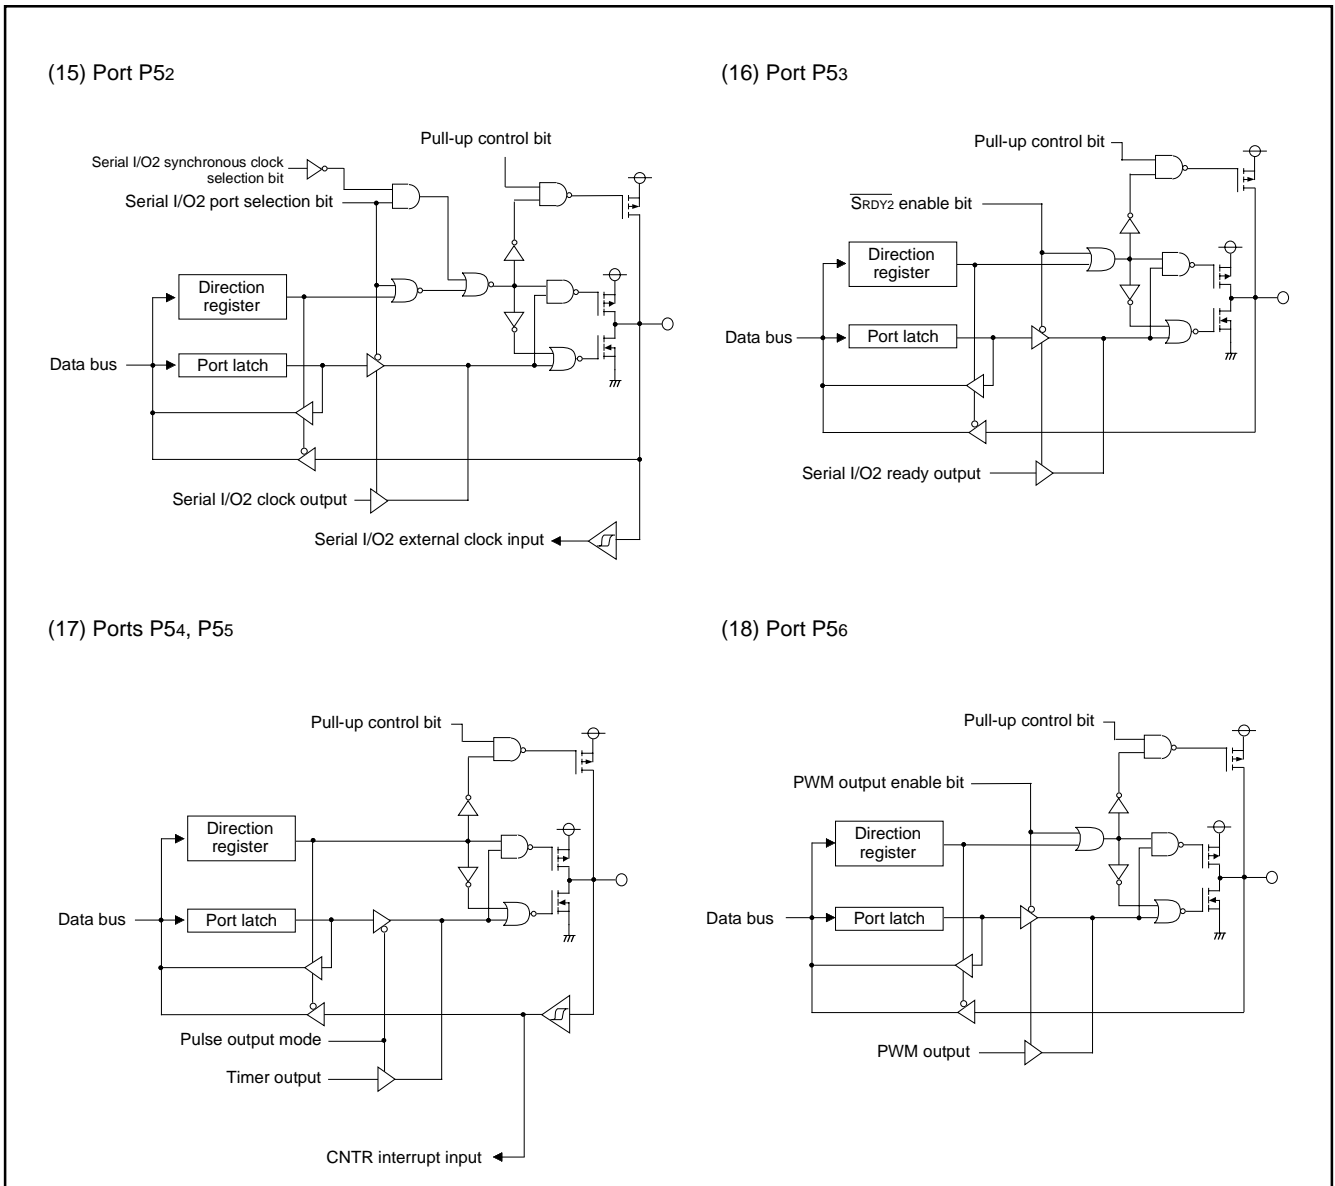 (15) Port P52
Pull-up control bit
Serial I/O2 synchronous clock
selection bit
Serial I/O2 port selection bit
Direction
register
Data bus
Port latch
Serial I/O2 clock output
Serial I/O2 external clock input
(16) Port P53
Pull-up control bit
SRDY2 enable bit
Direction
register
Data bus
Port latch
Serial I/O2 ready output
(17) Ports P54, P55
Pull-up control bit
Direction
register
Data bus
Port latch
Pulse output mode
Timer output
CNTR interrupt input
(18) Port P56
Pull-up control bit
PWM output enable bit
Direction
register
Data bus
Port latch
PWM output